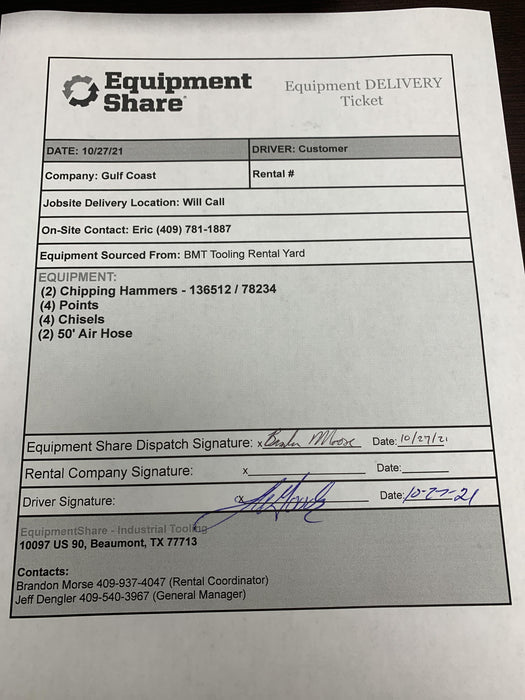 Equipment
Share
Equipment DELIVERY
Ticket
DATE: 10/27/21
DRIVER: Customer
Company: Gulf Coast
Rental #
Jobsite Delivery Location: Will Call
On-Site Contact: Eric (409) 781-1887
Equipment Sourced From: BMT Tooling Rental Yard
EQUIPMENT:
(2) Chipping Hammers - 136512 / 78234
(4) Points
(4) Chisels
(2) 50' Air Hose
Equipment Share Dispatch Signature: x Date: 10/27/21
Rental Company Signature: x Date:
Driver Signature: x Date: 10-27-21
EquipmentShare - Industrial Tooling
10097 US 90, Beaumont, TX 77713
Contacts:
Brandon Morse 409-937-4047 (Rental Coordinator)
Jeff Dengler 409-540-3967 (General Manager)